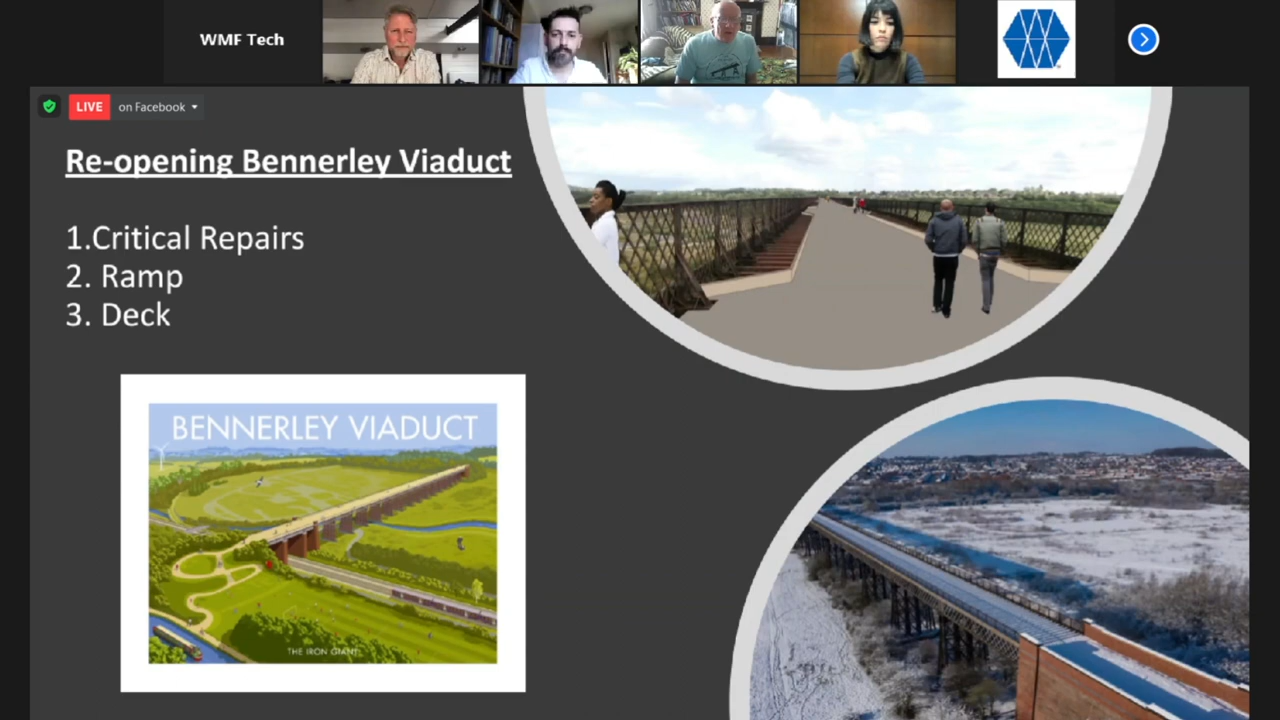 WMF Tech
LIVE on Facebook
Re-opening Bennerley Viaduct
1.Critical Repairs
2. Ramp
3. Deck
BENNERLEY VIADUCT
THE IRON GIANT